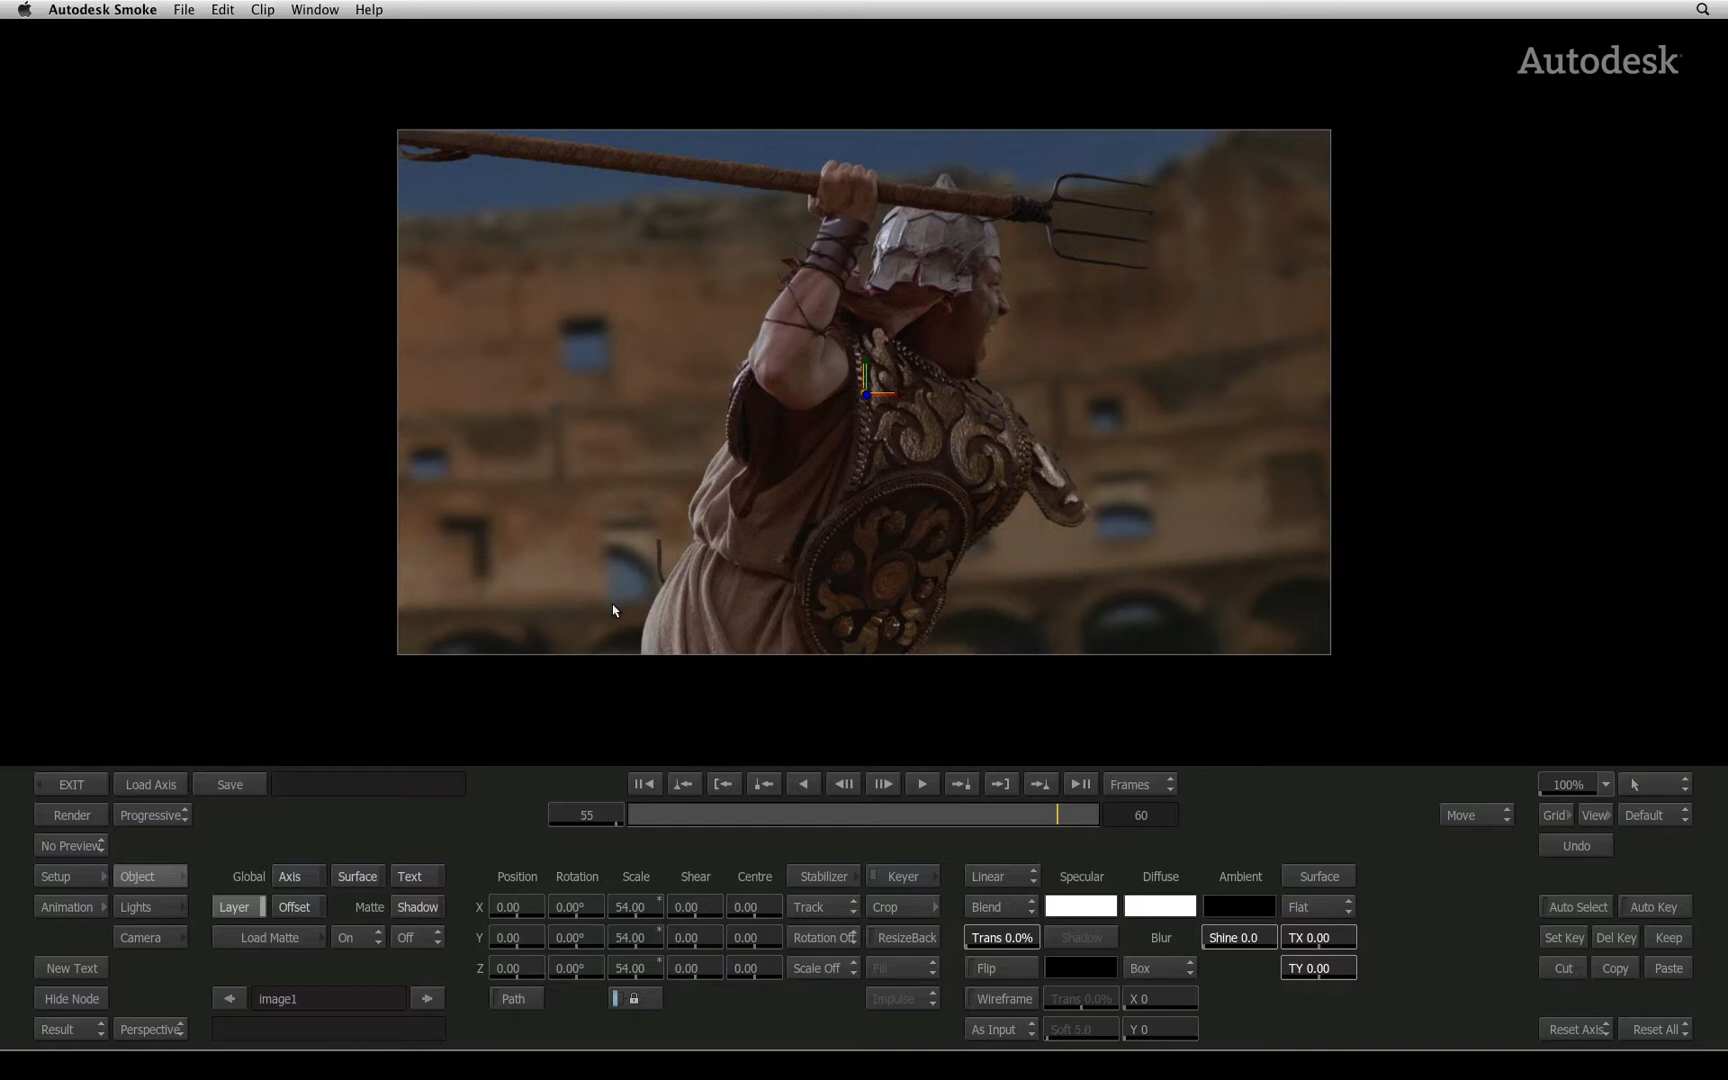 Autodesk Smoke File Edit Clip Window Help
Autodesk
EXIT Load Axis Save Frames 100%
Render Progressive 55 60 Move Grid View Default
No Preview Undo
Setup Object Global Axis Surface Text Position Rotation Scale Shear Centre Stabilizer Keyer Linear Specular Diffuse Ambient Surface
Animation Lights Layer Offset Matte Shadow X 0.00 0.00° 54.00 * 0.00 0.00 Track Crop Blend Flat Auto Select Auto Key
Camera Load Matte On Off Y 0.00 0.00° 54.00 * 0.00 0.00 Rotation Off ResizeBack Trans 0.0% Shadow Blur Shine 0.0 TX 0.00 Set Key Del Key Keep
New Text Z 0.00 0.00° 54.00 * 0.00 0.00 Scale Off Fill Flip Box TY 0.00 Cut Copy Paste
Hide Node image1 Path Impulse Wireframe Trans 0.0% X 0
Result Perspective As Input Soft 5.0 Y 0 Reset Axis Reset All